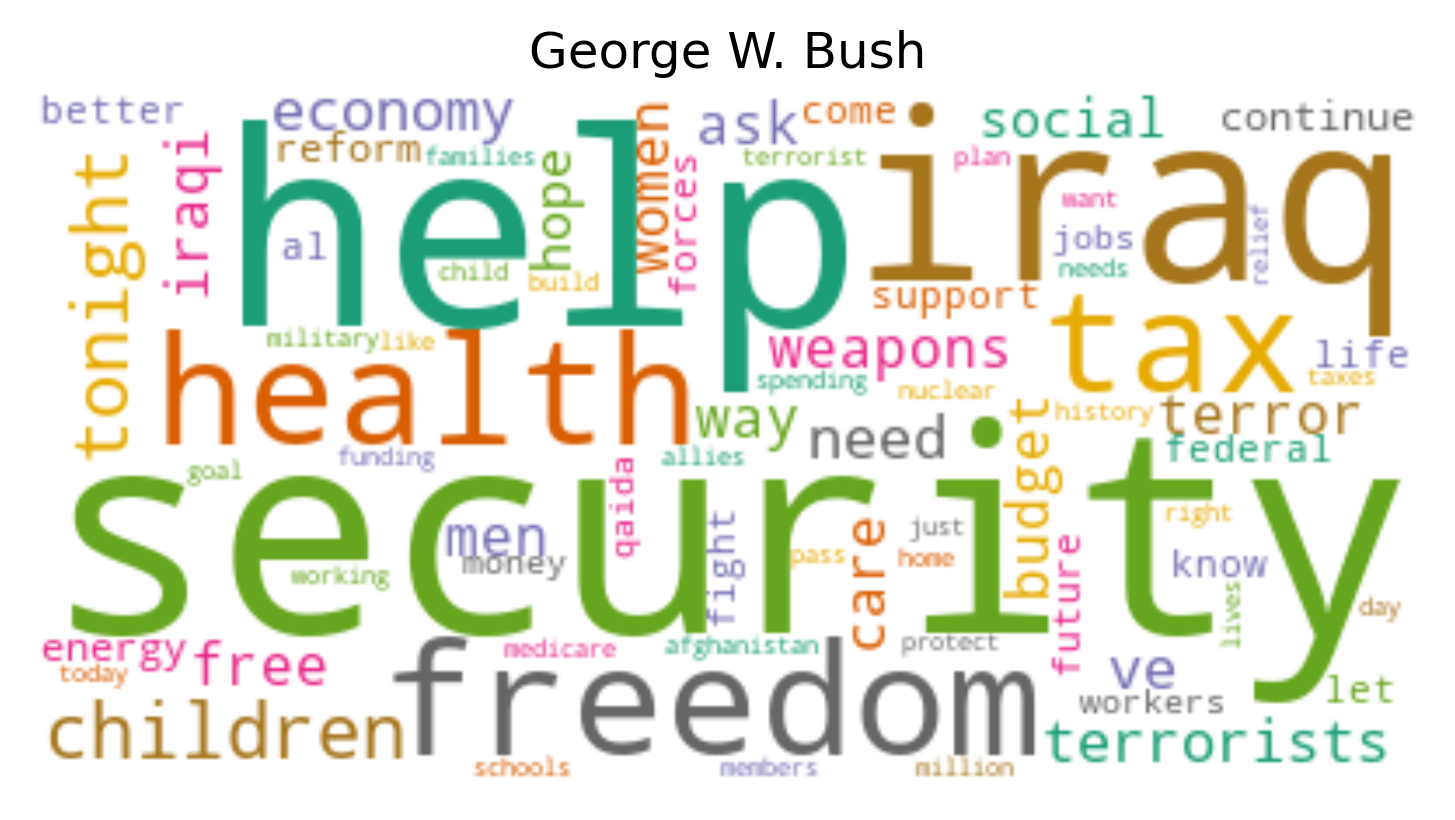 George W. Bush
better
economy
ask
come
social
continue
reform
families
terrorist
plan
tonight
iraqi
help
hope
women
forces
iraq
want
al
jobs
relief
child
build
needs
support
tax
military
like
health
weapons
life
spending
nuclear
taxes
way
need
history
terror
budget
federal
goal
funding
allies
security
qaida
men
money
fight
care
just
right
working
pass
home
future
know
lives
day
energy
free
medicare
afghanistan
protect
today
freedom
ve
workers
let
children
terrorists
schools
members
million